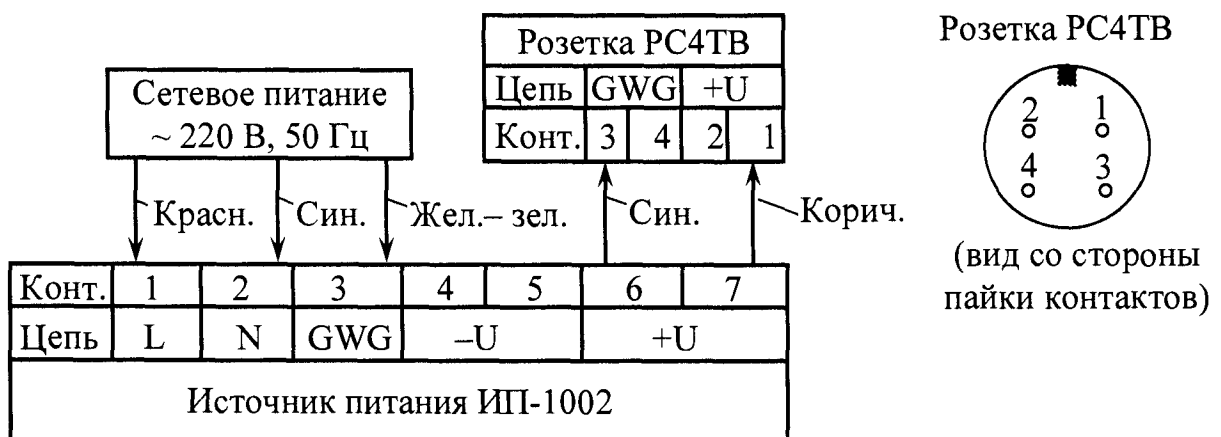 Розетка РС4ТВ
Цепь GWG +U
Конт. 3 4 2 1
Сетевое питание
~ 220 В, 50 Гц
Красн. Син. Жел.– зел. Син. Корич.
Конт. 1 2 3 4 5 6 7
Цепь L N GWG –U +U
Источник питания ИП-1002
Розетка РС4ТВ
2 1
4 3
(вид со стороны
пайки контактов)